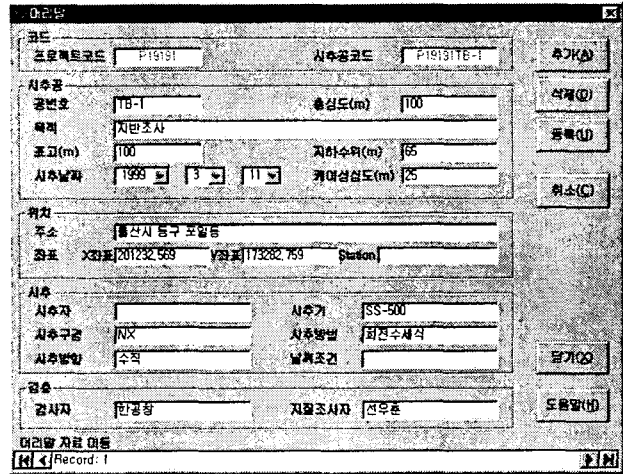 머리말
코드
프로젝트코드 P19191 시추공코드 P19191TB-1
추가(A)
시추공
공번호 TB-1 총심도(m) 100
삭제(D)
목적 지반조사
등록(U)
표고(m) 100 지하수위(m) 65
시추날짜 1999 3 11 케이싱심도(m) 25
취소(C)
위치
주소 울산시 동구
좌표 X좌표 201232.569 Y좌표 173282.759 Station
시추
시추자 시추기 SS-500
시추구경 NX 시추방법 회전수세식
시추방향 수직 날씨조건
닫기(X)
검층
검사자 한공창 지질조사자 선우훈
도움말(H)
머리말 자료 이동
Record: 1